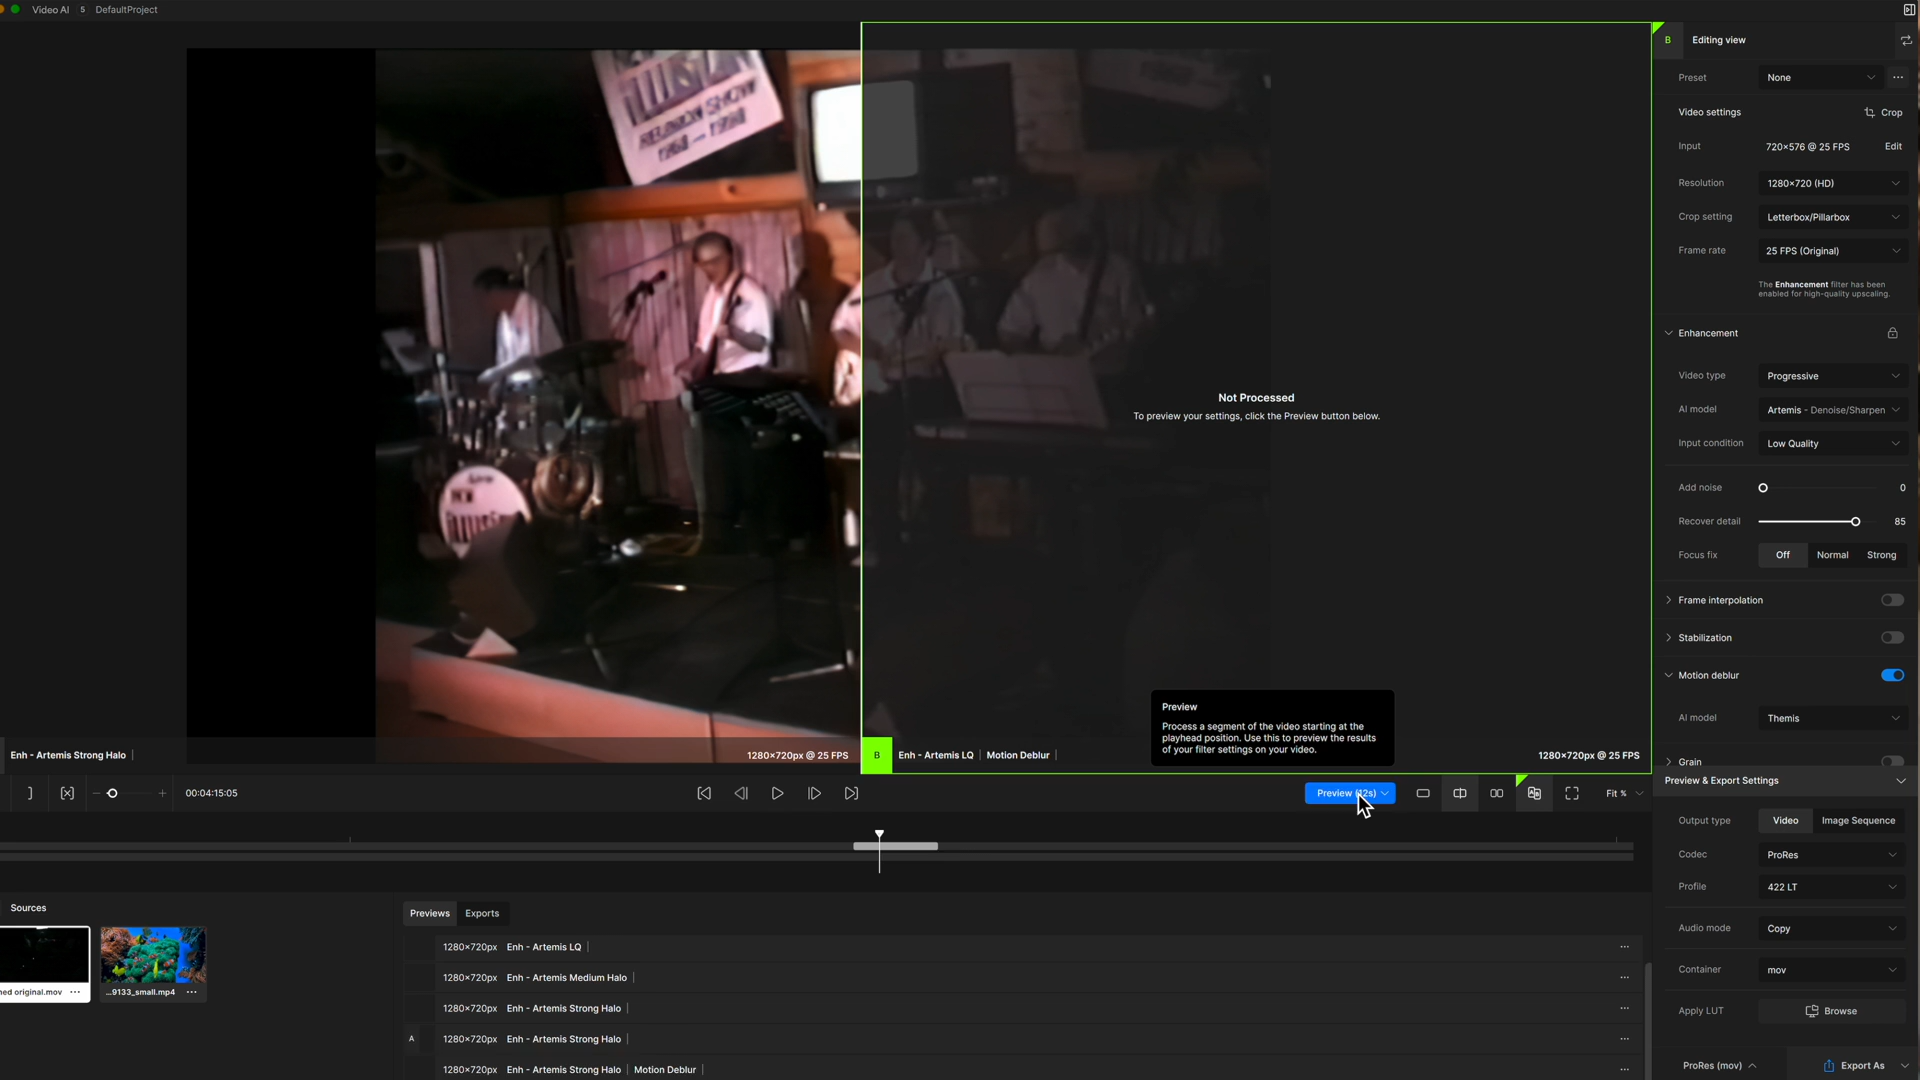 Video AI 5 DefaultProject
REUNION SHOW
B Editing view
Preset None
Video settings Crop
Input 720×576 @ 25 FPS Edit
Resolution 1280×720 (HD)
Crop setting Letterbox/Pillarbox
Frame rate 25 FPS (Original)
The Enhancement filter has been
enabled for high-quality upscaling.
Enhancement
Video type Progressive
AI model Artemis - Denoise/Sharpen
Input condition Low Quality
Add noise 0
Recover detail 85
Focus fix Off Normal Strong
Frame interpolation
Stabilization
Motion deblur
AI model Themis
Grain
Not Processed
To preview your settings, click the Preview button below.
Preview
Process a segment of the video starting at the
playhead position. Use this to preview the results
of your filter settings on your video.
Enh - Artemis Strong Halo 1280×720px @ 25 FPS
B Enh - Artemis LQ Motion Deblur 1280×720px @ 25 FPS
00:04:15:05
Preview (12s)
Fit %
Preview & Export Settings
Output type Video Image Sequence
Codec ProRes
Profile 422 LT
Audio mode Copy
Container mov
Apply LUT Browse
ProRes (mov) Export As
Sources
ned original.mov ...
...9133_small.mp4 ...
Previews Exports
1280×720px Enh - Artemis LQ ...
1280×720px Enh - Artemis Medium Halo ...
1280×720px Enh - Artemis Strong Halo ...
A 1280×720px Enh - Artemis Strong Halo ...
1280×720px Enh - Artemis Strong Halo Motion Deblur ...